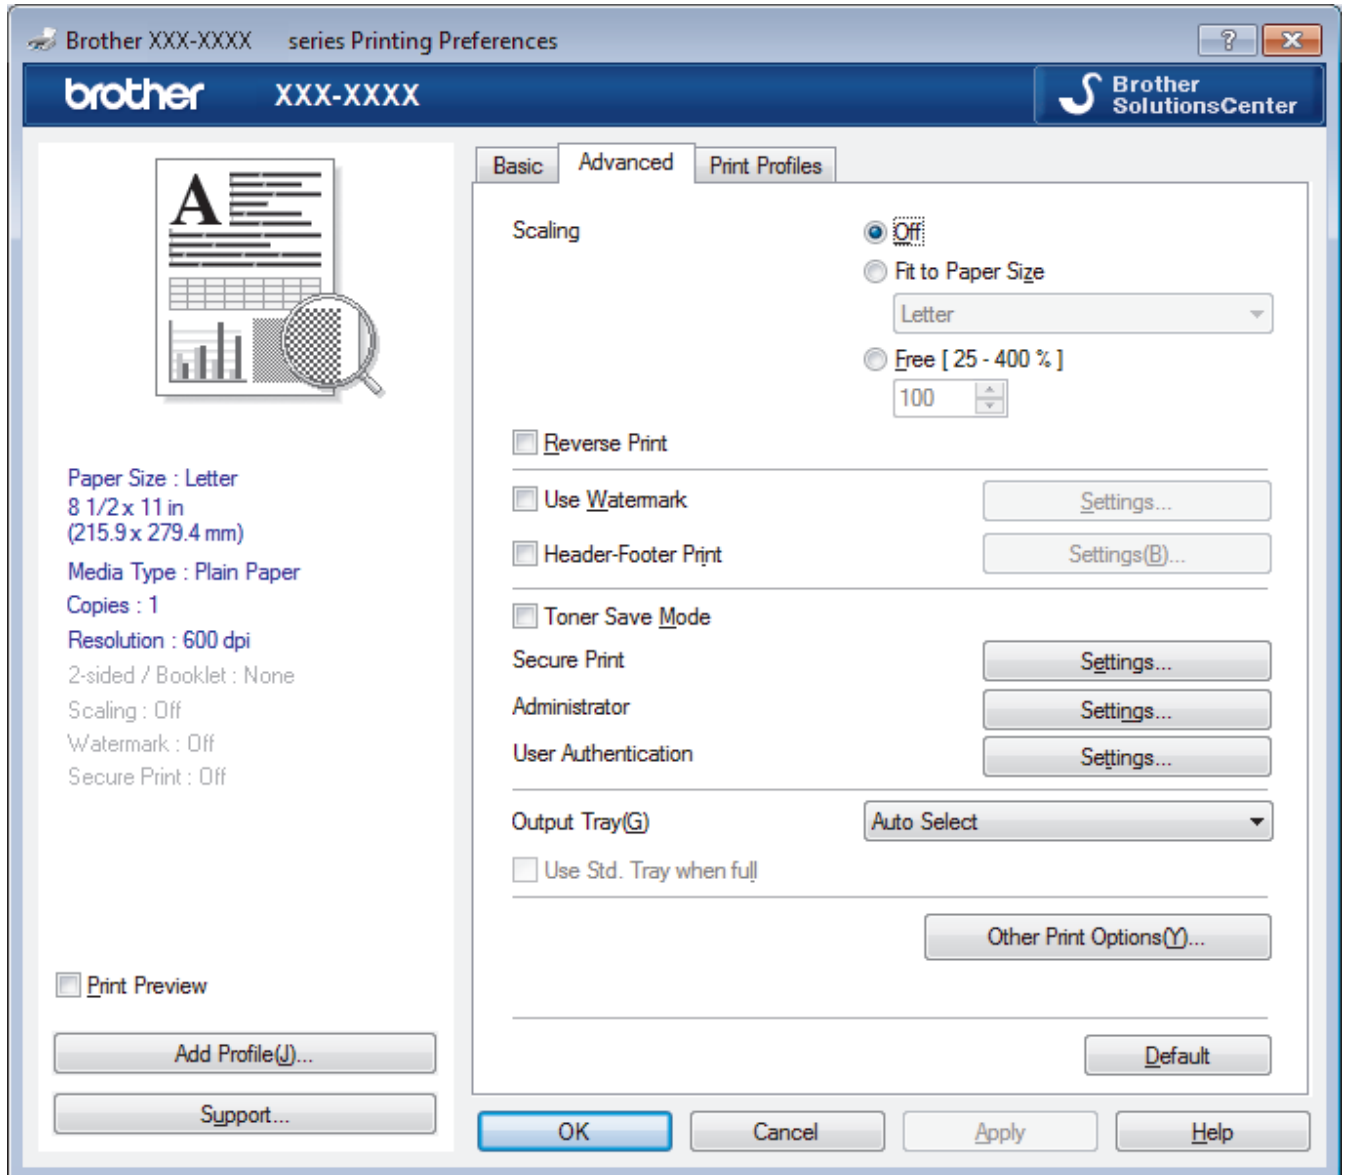 Brother XXX-XXXX series Printing Preferences
brother XXX-XXXX
Brother
SolutionsCenter
A
Paper Size : Letter
8 1/2 x 11 in
(215.9 x 279.4 mm)
Media Type : Plain Paper
Copies : 1
Resolution : 600 dpi
2-sided / Booklet : None
Scaling : Off
Watermark : Off
Secure Print : Off
Print Preview
Add Profile(J)...
Support...
Basic Advanced Print Profiles
Scaling Off
Fit to Paper Size
Letter
Free [ 25 - 400 % ]
100
Reverse Print
Use Watermark Settings...
Header-Footer Print Settings(B)...
Toner Save Mode
Secure Print Settings...
Administrator Settings...
User Authentication Settings...
Output Tray(G) Auto Select
Use Std. Tray when full
Other Print Options(Y)...
Default
OK Cancel Apply Help